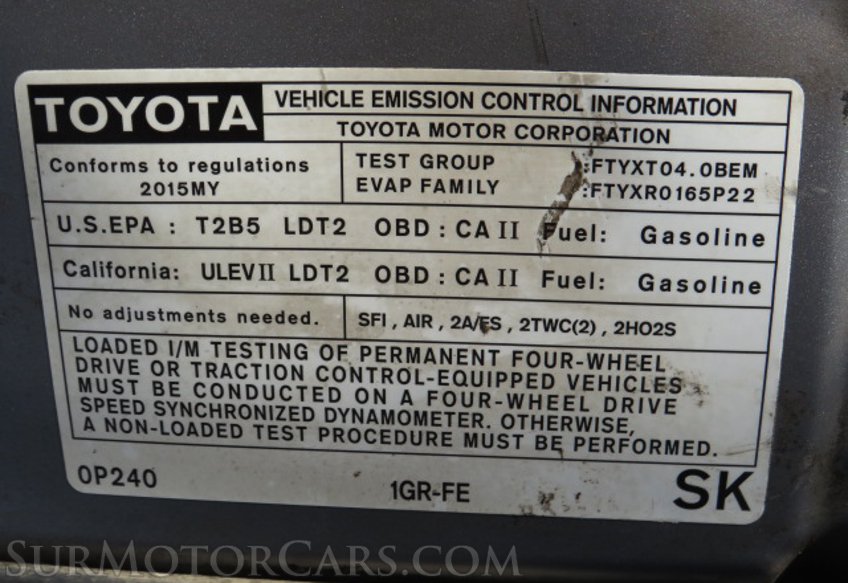 TOYOTA
VEHICLE EMISSION CONTROL INFORMATION
TOYOTA MOTOR CORPORATION
Conforms to regulations
2015MY
TEST GROUP :FTYXT04.0BEM
EVAP FAMILY :FTYXR0165P22
U.S.EPA : T2B5 LDT2 OBD : CA II Fuel: Gasoline
California: ULEV II LDT2 OBD : CA II Fuel: Gasoline
No adjustments needed.
SFI , AIR , 2A/FS , 2TWC(2) , 2HO2S
LOADED I/M TESTING OF PERMANENT FOUR-WHEEL
DRIVE OR TRACTION CONTROL-EQUIPPED VEHICLES
MUST BE CONDUCTED ON A FOUR-WHEEL DRIVE
SPEED SYNCHRONIZED DYNAMOMETER. OTHERWISE,
A NON-LOADED TEST PROCEDURE MUST BE PERFORMED.
0P240 1GR-FE SK
SURMOTORCARS.COM